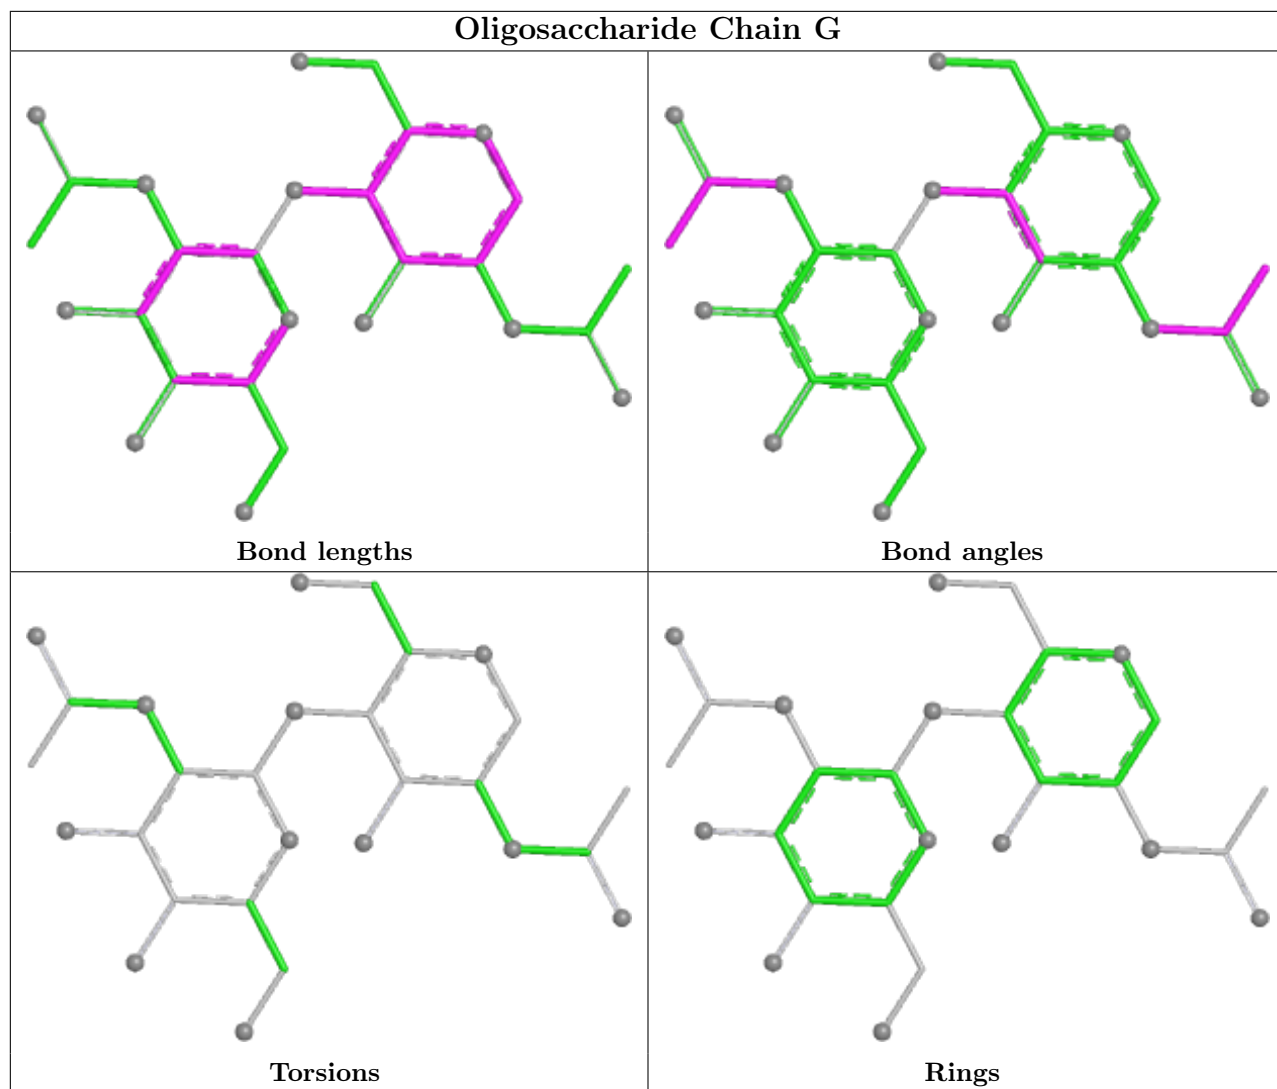 Oligosaccharide Chain G
Bond lengths
Bond angles
Torsions
Rings